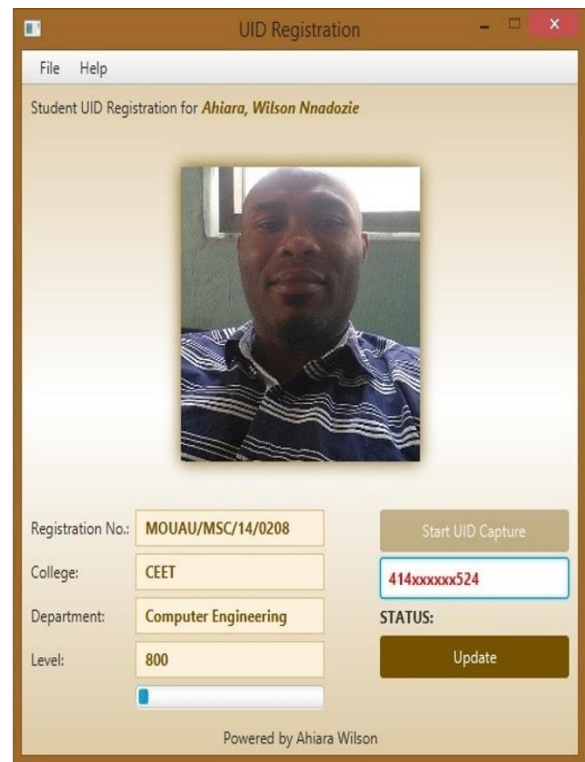 UID Registration
File Help
Student UID Registration for Ahiara, Wilson Nnadozie
Registration No.: MOUAU/MSC/14/0208 Start UID Capture
College: CEET 414xxxxxx524
Department: Computer Engineering STATUS:
Level: 800 Update
Powered by Ahiara Wilson